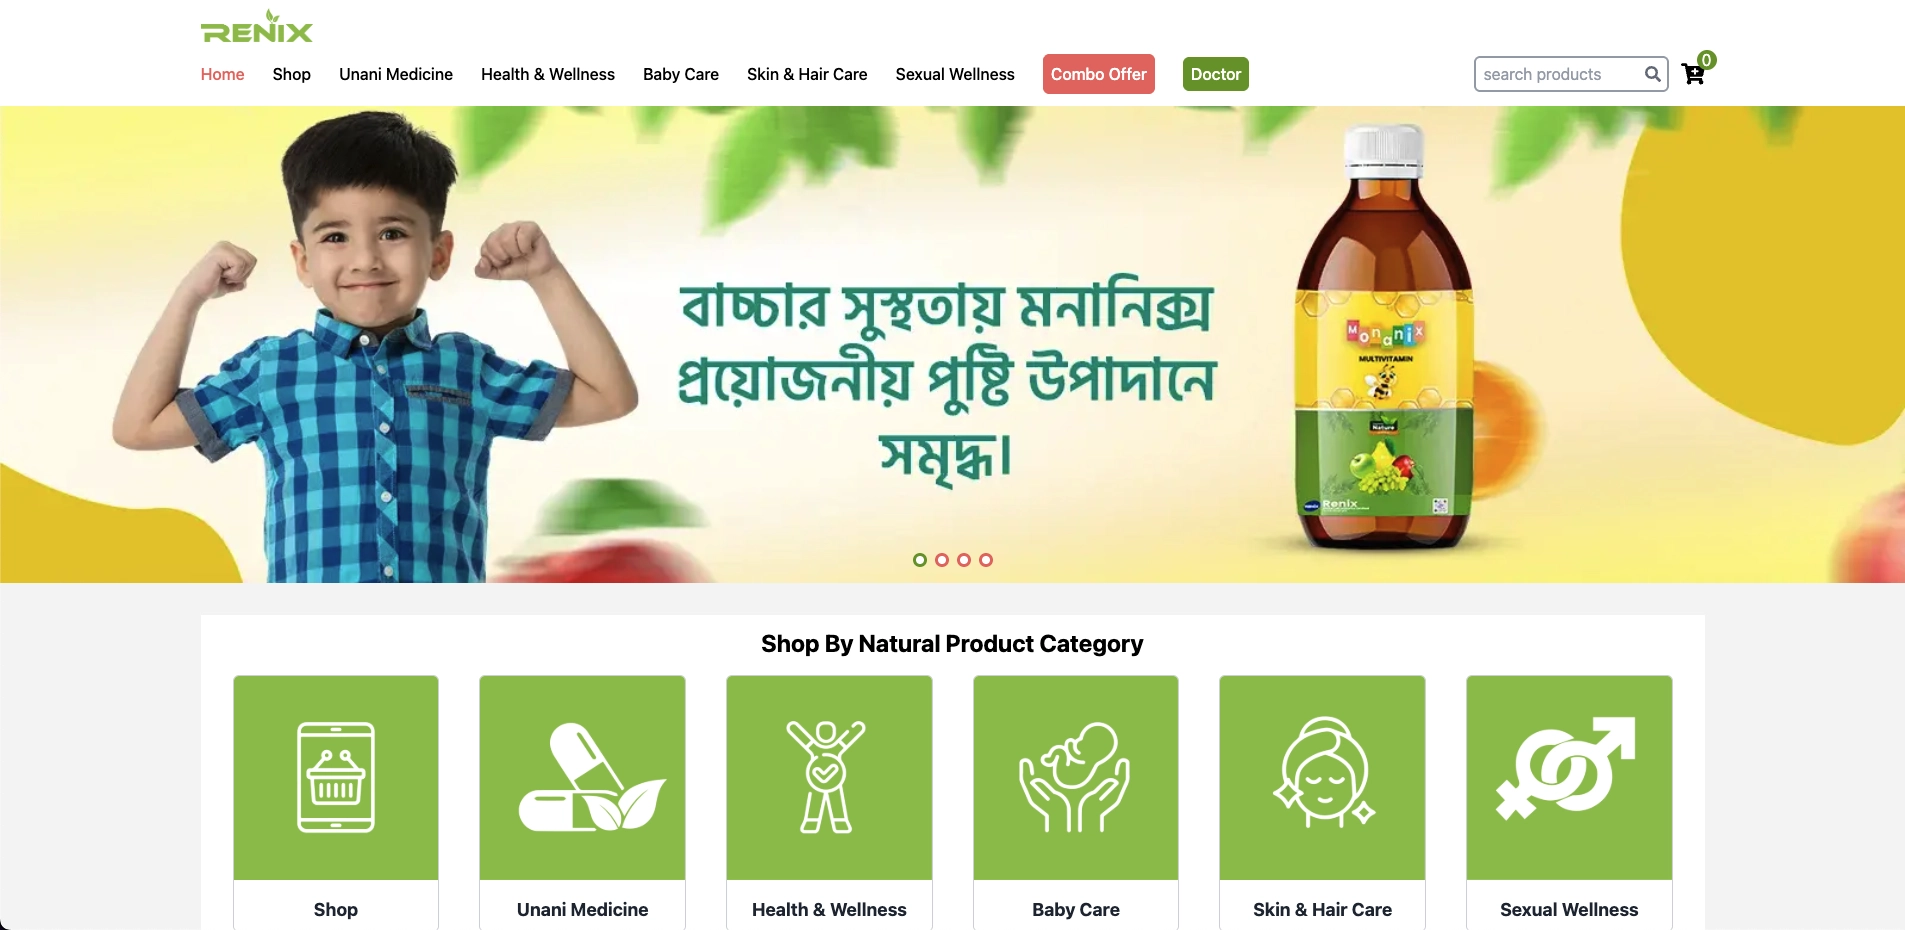 RENIX
Home Shop Unani Medicine Health & Wellness Baby Care Skin & Hair Care Sexual Wellness Combo Offer Doctor search products 0
বাচ্চার সুস্থতায় মনানিক্স
প্রয়োজনীয় পুষ্টি উপাদানে
সমৃদ্ধ।
Monanix
MULTIVITAMIN
Nature
Renix
Shop By Natural Product Category
Shop Unani Medicine Health & Wellness Baby Care Skin & Hair Care Sexual Wellness